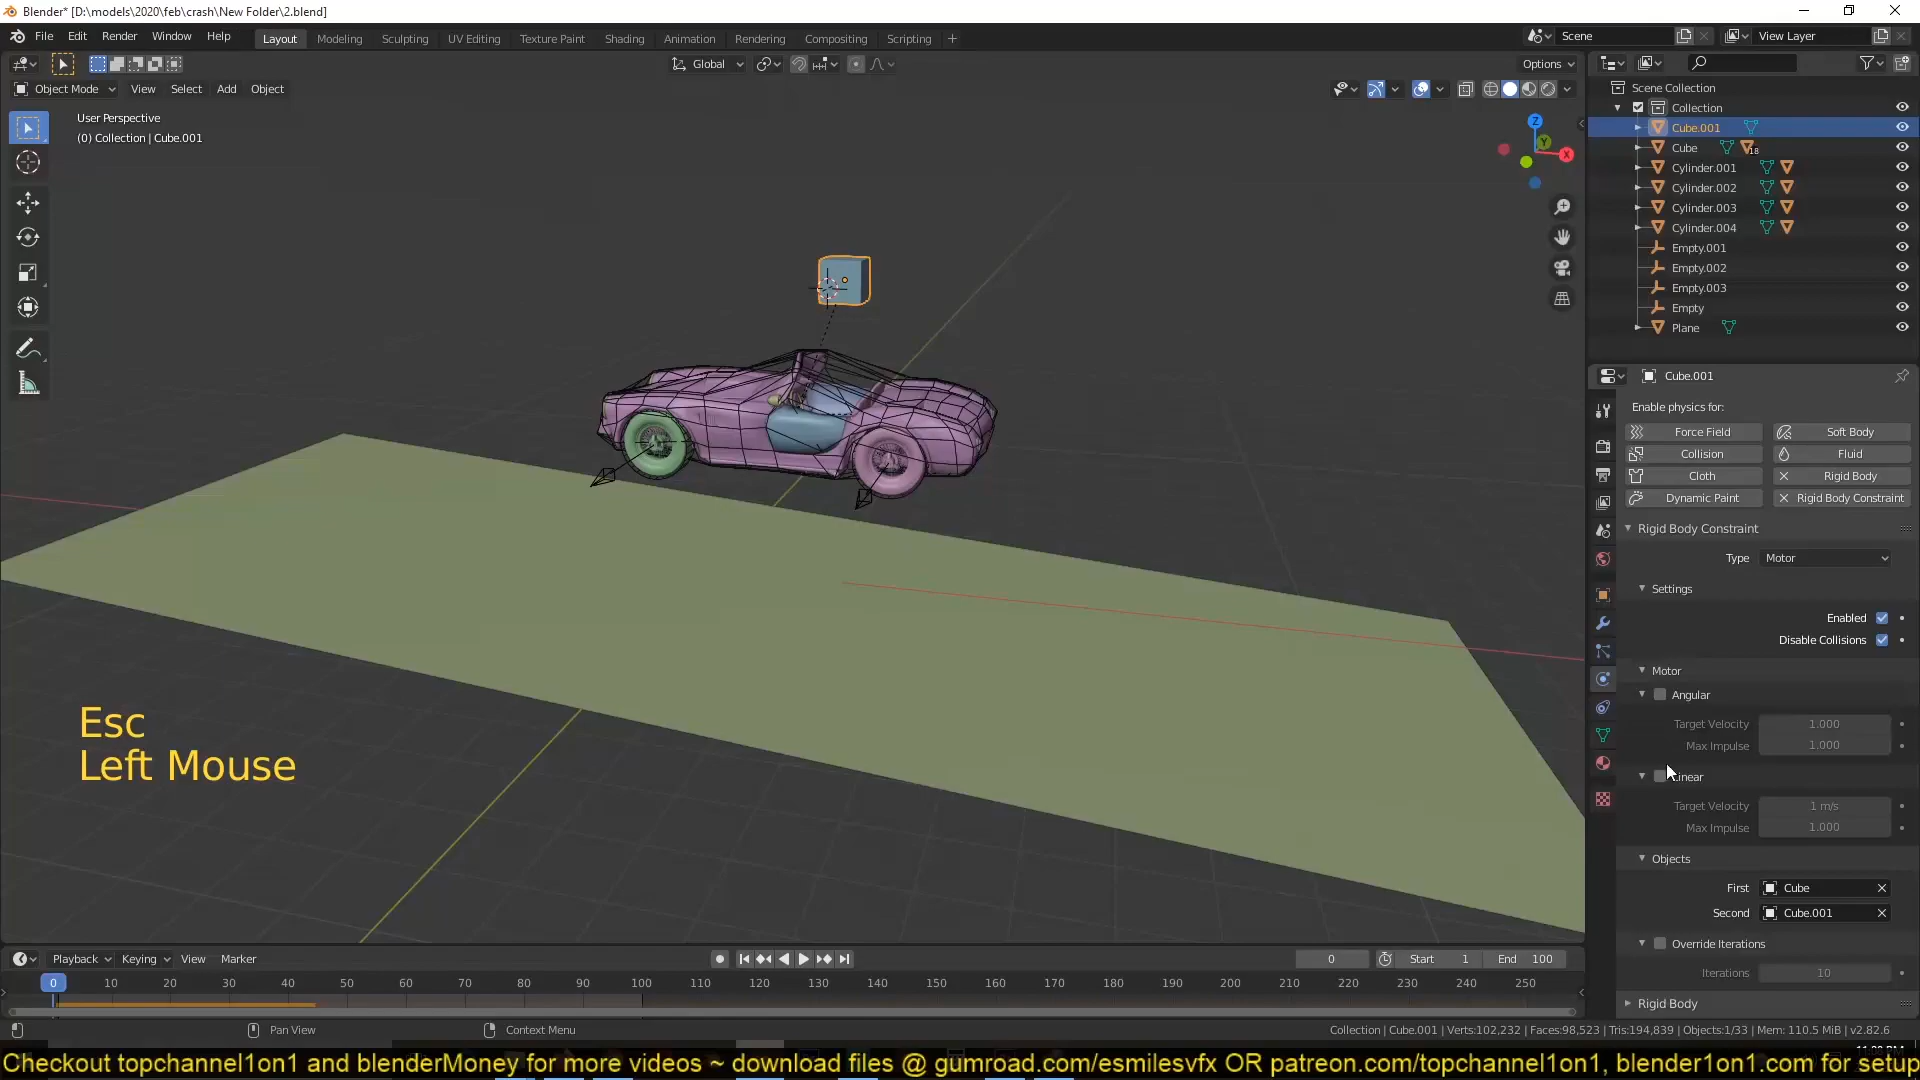 Blender* [D:\models\2020\feb\crash\New Folder\2.blend]
File Edit Render Window Help Layout Modeling Sculpting UV Editing Texture Paint Shading Animation Rendering Compositing Scripting + Scene View Layer
Global Options
Object Mode View Select Add Object
User Perspective
(0) Collection | Cube.001
Z
Y
X
Scene Collection
Collection
Cube.001
Cube 18
Cylinder.001
Cylinder.002
Cylinder.003
Cylinder.004
Empty.001
Empty.002
Empty.003
Empty
Plane
Cube.001
Enable physics for:
Force Field Soft Body
Collision Fluid
Cloth Rigid Body
Dynamic Paint Rigid Body Constraint
Rigid Body Constraint
Type Motor
Settings
Enabled
Disable Collisions
Motor
Angular
Target Velocity 1.000
Max Impulse 1.000
Linear
Target Velocity 1 m/s
Max Impulse 1.000
Objects
First Cube
Second Cube.001
Override Iterations
Iterations 10
Rigid Body
Esc
Left Mouse
Playback Keying View Marker 0 Start 1 End 100
0 10 20 30 40 50 60 70 80 90 100 110 120 130 140 150 160 170 180 190 200 210 220 230 240 250
Pan View Context Menu Collection | Cube.001 | Verts:102,232 | Faces:98,523 | Tris:194,839 | Objects:1/33 | Mem: 110.5 MiB | v2.82.6
Checkout topchannel1on1 and blenderMoney for more videos ~ download files @ gumroad.com/esmilesvfx OR patreon.com/topchannel1on1, blender1on1.com for setup